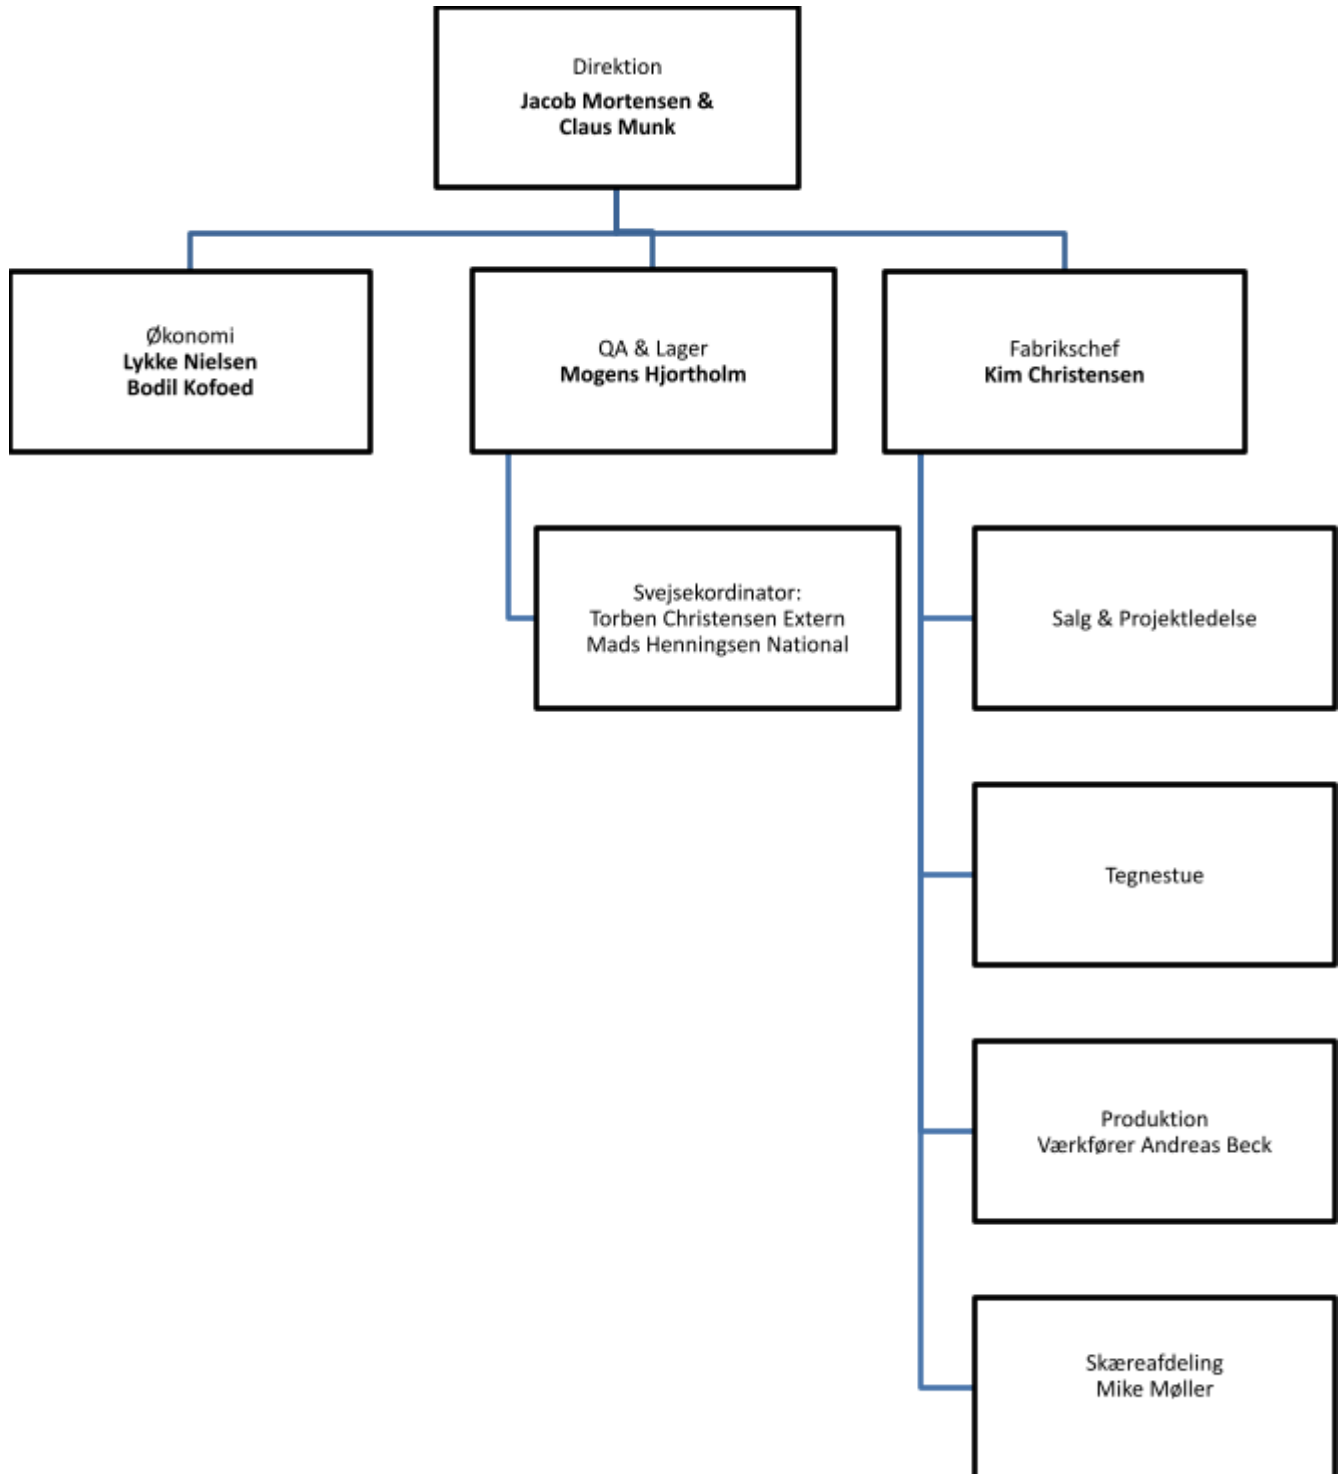 Direktion
Jacob Mortensen &
Claus Munk
Økonomi
Lykke Nielsen
Bodil Kofoed
QA & Lager
Mogens Hjortholm
Fabrikschef
Kim Christensen
Svejsekordinator:
Torben Christensen Extern
Mads Henningsen National
Salg & Projektledelse
Tegnestue
Produktion
Værkfører Andreas Beck
Skæreafdeling
Mike Møller